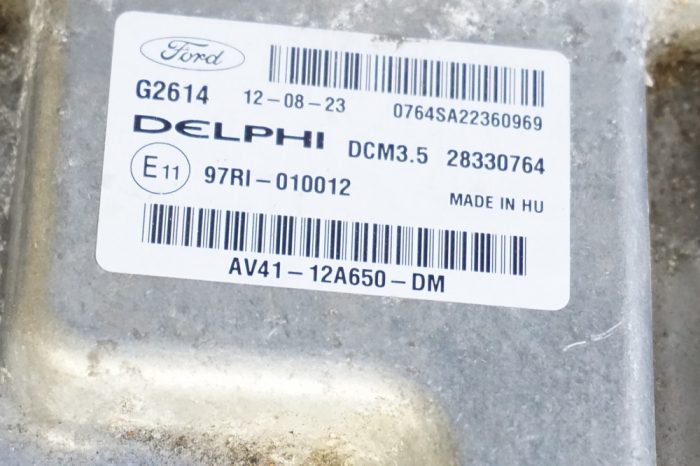 Ford
G2614 12-08-23 0764SA22360969
DELPHI DCM3.5 28330764
E11 97RI-010012 MADE IN HU
AV41-12A650-DM